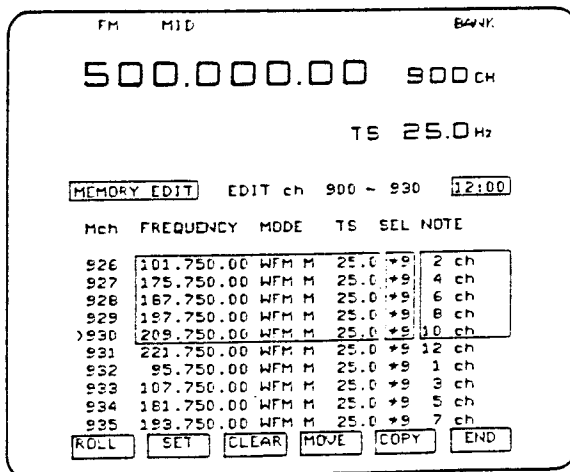 FM MID BANK
500.000.00 900 CH
TS 25.0 Hz
MEMORY EDIT EDIT ch 900 ~ 930 12:00
Mch FREQUENCY MODE TS SEL NOTE
926 101.750.00 WFM M 25.0 *9 2 ch
927 175.750.00 WFM M 25.0 *9 4 ch
928 187.750.00 WFM M 25.0 *9 6 ch
929 197.750.00 WFM M 25.0 *9 8 ch
>930 209.750.00 WFM M 25.0 *9 10 ch
931 221.750.00 WFM M 25.0 *9 12 ch
932 95.750.00 WFM M 25.0 *9 1 ch
933 107.750.00 WFM M 25.0 *9 3 ch
934 181.750.00 WFM M 25.0 *9 5 ch
935 193.750.00 WFM M 25.0 *9 7 ch
ROLL SET CLEAR MOVE COPY END